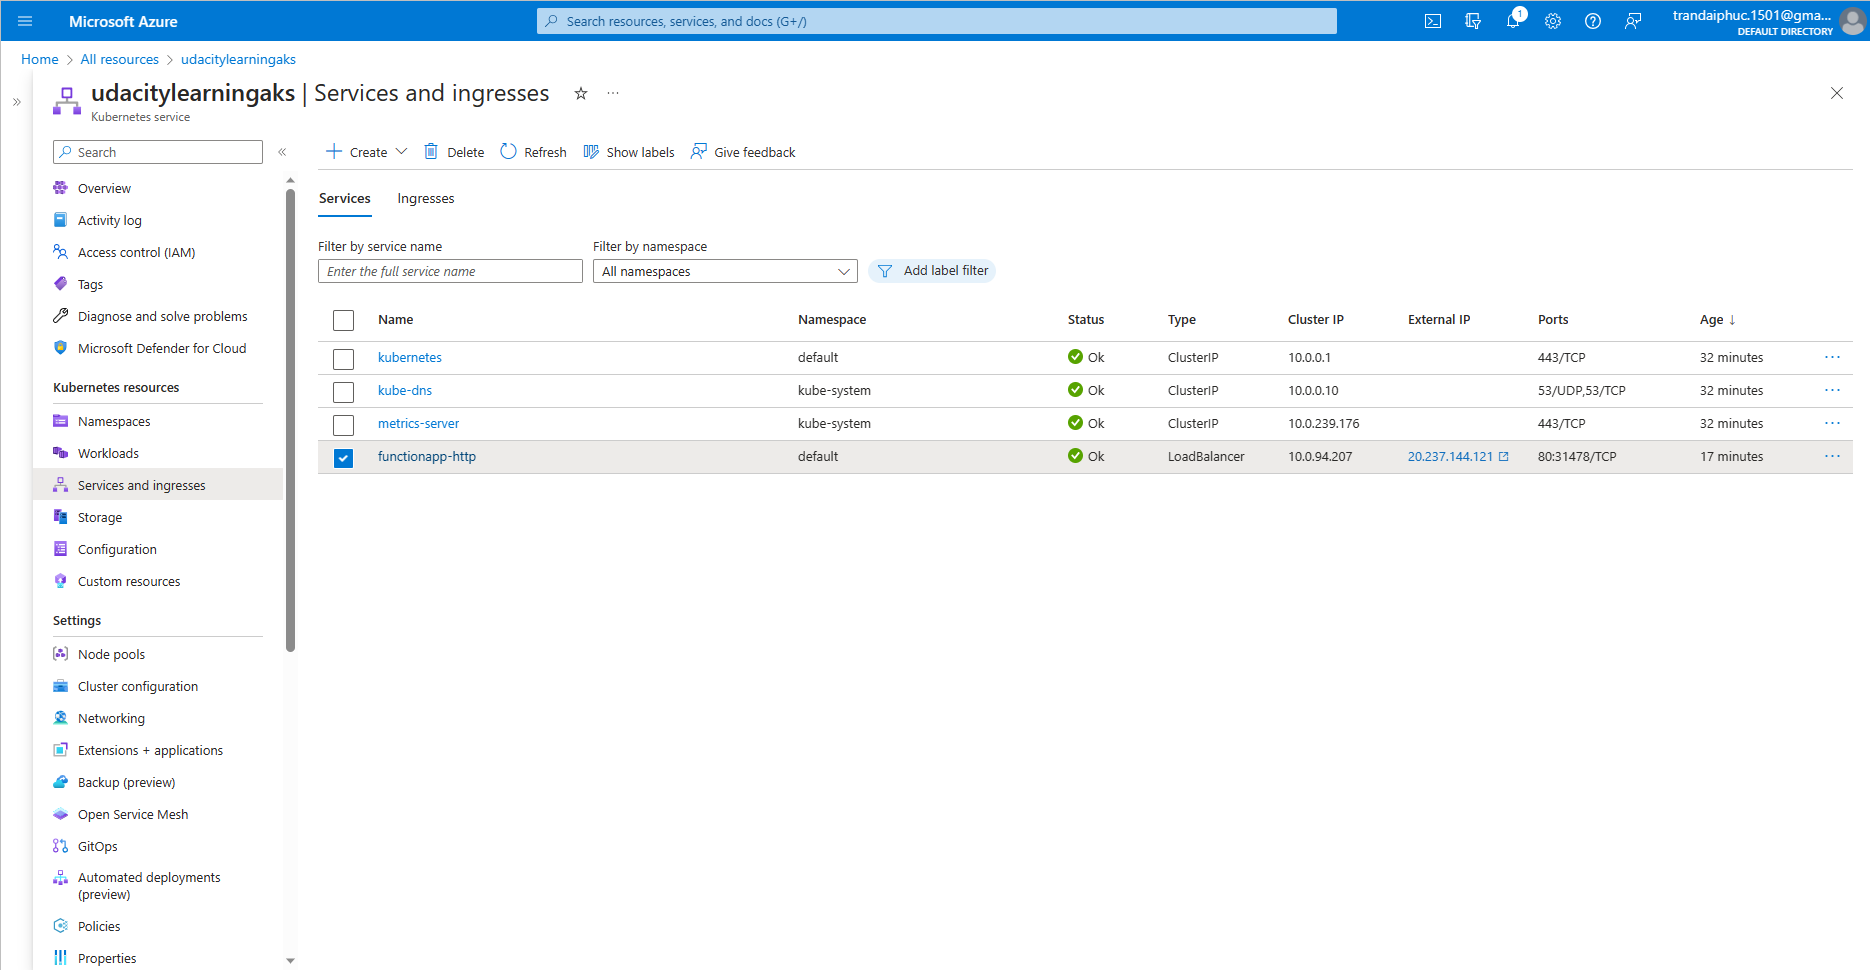 Microsoft Azure
Search resources, services, and docs (G+/)
1
trandaiphuc.1501@gma...
DEFAULT DIRECTORY
Home > All resources > udacitylearningaks
udacitylearningaks | Services and ingresses
Kubernetes service
Search
Overview
Activity log
Access control (IAM)
Tags
Diagnose and solve problems
Microsoft Defender for Cloud
Kubernetes resources
Namespaces
Workloads
Services and ingresses
Storage
Configuration
Custom resources
Settings
Node pools
Cluster configuration
Networking
Extensions + applications
Backup (preview)
Open Service Mesh
GitOps
Automated deployments
(preview)
Policies
Properties
Create Delete Refresh Show labels Give feedback
Services Ingresses
Filter by service name Filter by namespace
Enter the full service name All namespaces Add label filter
Name Namespace Status Type Cluster IP External IP Ports Age ↓
kubernetes default Ok ClusterIP 10.0.0.1 443/TCP 32 minutes
kube-dns kube-system Ok ClusterIP 10.0.0.10 53/UDP,53/TCP 32 minutes
metrics-server kube-system Ok ClusterIP 10.0.239.176 443/TCP 32 minutes
functionapp-http default Ok LoadBalancer 10.0.94.207 20.237.144.121 80:31478/TCP 17 minutes